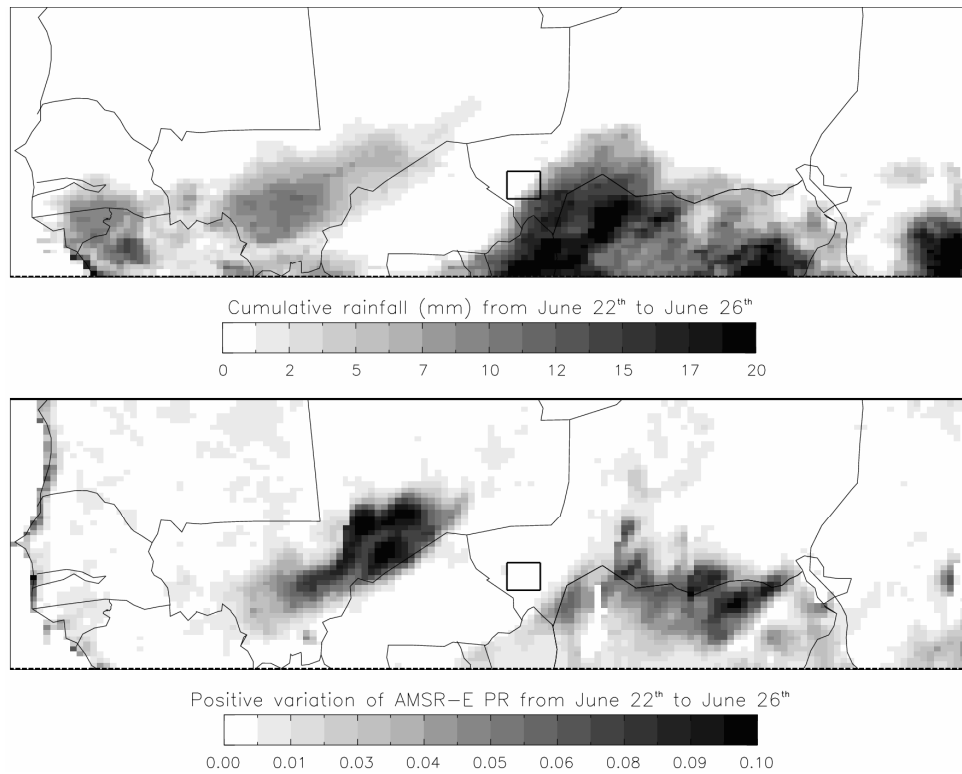 Cumulative rainfall (mm) from June 22th to June 26th
0 2 5 7 10 12 15 17 20
Positive variation of AMSR-E PR from June 22th to June 26th
0.00 0.01 0.03 0.04 0.05 0.06 0.08 0.09 0.10